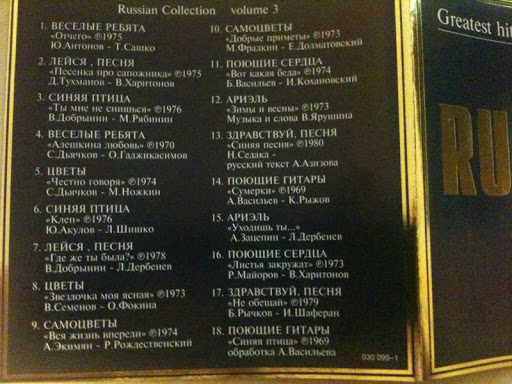 Russian Collection volume 3
1. ВЕСЕЛЫЕ РЕБЯТА
«Отчего» ℗1975
Ю.Антонов - Т.Сашко
2. ЛЕЙСЯ , ПЕСНЯ
«Песенка про сапожника» ℗1975
Д.Тухманов - В.Харитонов
3. СИНЯЯ ПТИЦА
«Ты мне не снишься» ℗1976
В.Добрынин - М.Рябинин
4. ВЕСЕЛЫЕ РЕБЯТА
«Алешкина любовь» ℗1970
С.Дьячков - О.Гаджикасимов
5. ЦВЕТЫ
«Честно говоря» ℗1974
С.Дьячков - М.Ножкин
6. СИНЯЯ ПТИЦА
«Клен» ℗1976
Ю.Акулов - Л.Шишко
7. ЛЕЙСЯ , ПЕСНЯ
«Где же ты была?» ℗1978
В.Добрынин - Л.Дербенев
8. ЦВЕТЫ
«Звездочка моя ясная» ℗1973
В.Семенов - О.Фокина
9. САМОЦВЕТЫ
«Вся жизнь впереди» ℗1974
А.Экимян - Р.Рождественский
10. САМОЦВЕТЫ
«Добрые приметы» ℗1973
М.Фрадкин - Е.Долматовский
11. ПОЮЩИЕ СЕРДЦА
«Вот какая беда» ℗1974
Б.Васильев - И.Кохановский
12. АРИЭЛЬ
«Зимы и весны» ℗1973
Музыка и слова В.Ярушина
13. ЗДРАВСТВУЙ, ПЕСНЯ
«Синяя песня» ℗1980
Н.Седака -
русский текст А.Азизова
14. ПОЮЩИЕ ГИТАРЫ
«Сумерки» ℗1969
А.Васильев - К.Рыжов
15. АРИЭЛЬ
«Уходишь ты...»
А.Зацепин - Л.Дербенев
16. ПОЮЩИЕ СЕРДЦА
«Листья закружат» ℗1973
Р.Майоров - В.Харитонов
17. ЗДРАВСТВУЙ, ПЕСНЯ
«Не обещай» ℗1979
Б.Рычков - И.Шаферан
18. ПОЮЩИЕ ГИТАРЫ
«Синяя птица» ℗1969
обработка А.Васильева
030 099-1
Greatest hit
RU